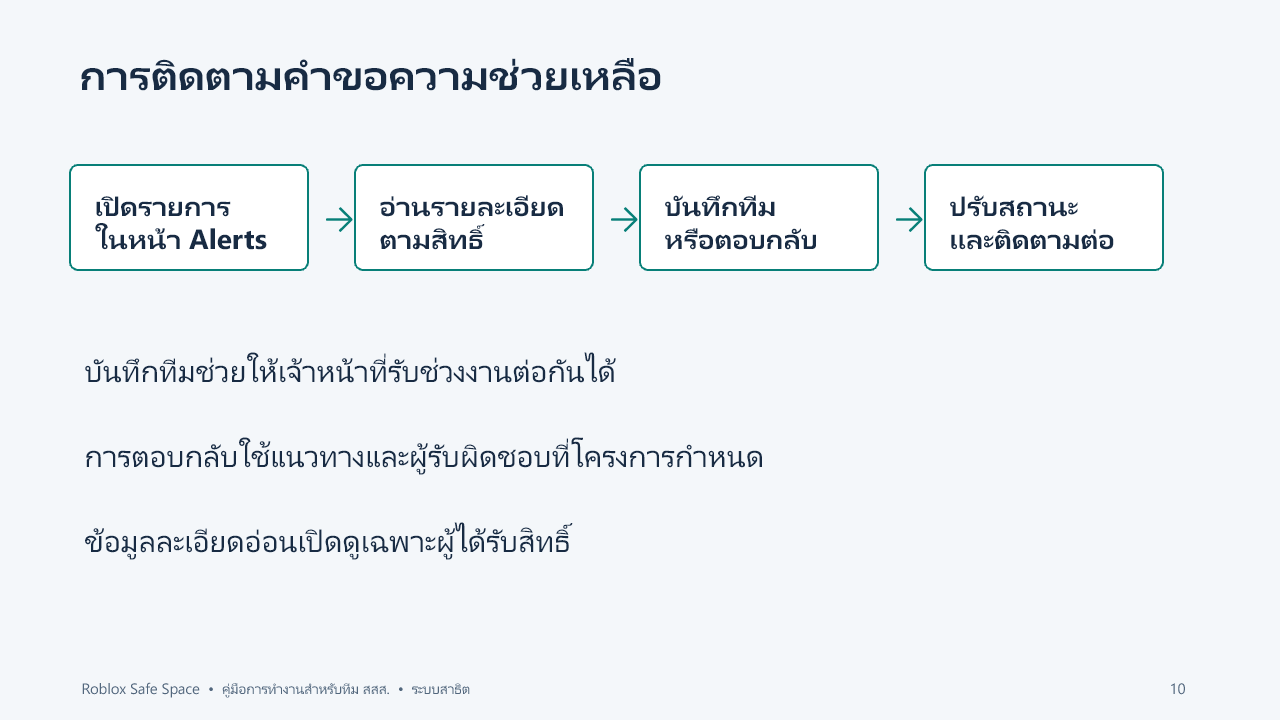 การติดตามคำขอความช่วยเหลือ
เปิดรายการ
ในหน้า Alerts
อ่านรายละเอียด
ตามสิทธิ์
บันทึกทีม
หรือตอบกลับ
ปรับสถานะ
และติดตามต่อ
บันทึกทีมช่วยให้เจ้าหน้าที่รับช่วงงานต่อกันได้
การตอบกลับใช้แนวทางและผู้รับผิดชอบที่โครงการกำหนด
ข้อมูลละเอียดอ่อนเปิดดูเฉพาะผู้ได้รับสิทธิ์
Roblox Safe Space • คู่มือการทำงานสำหรับทีม สสส. • ระบบสาธิต
10